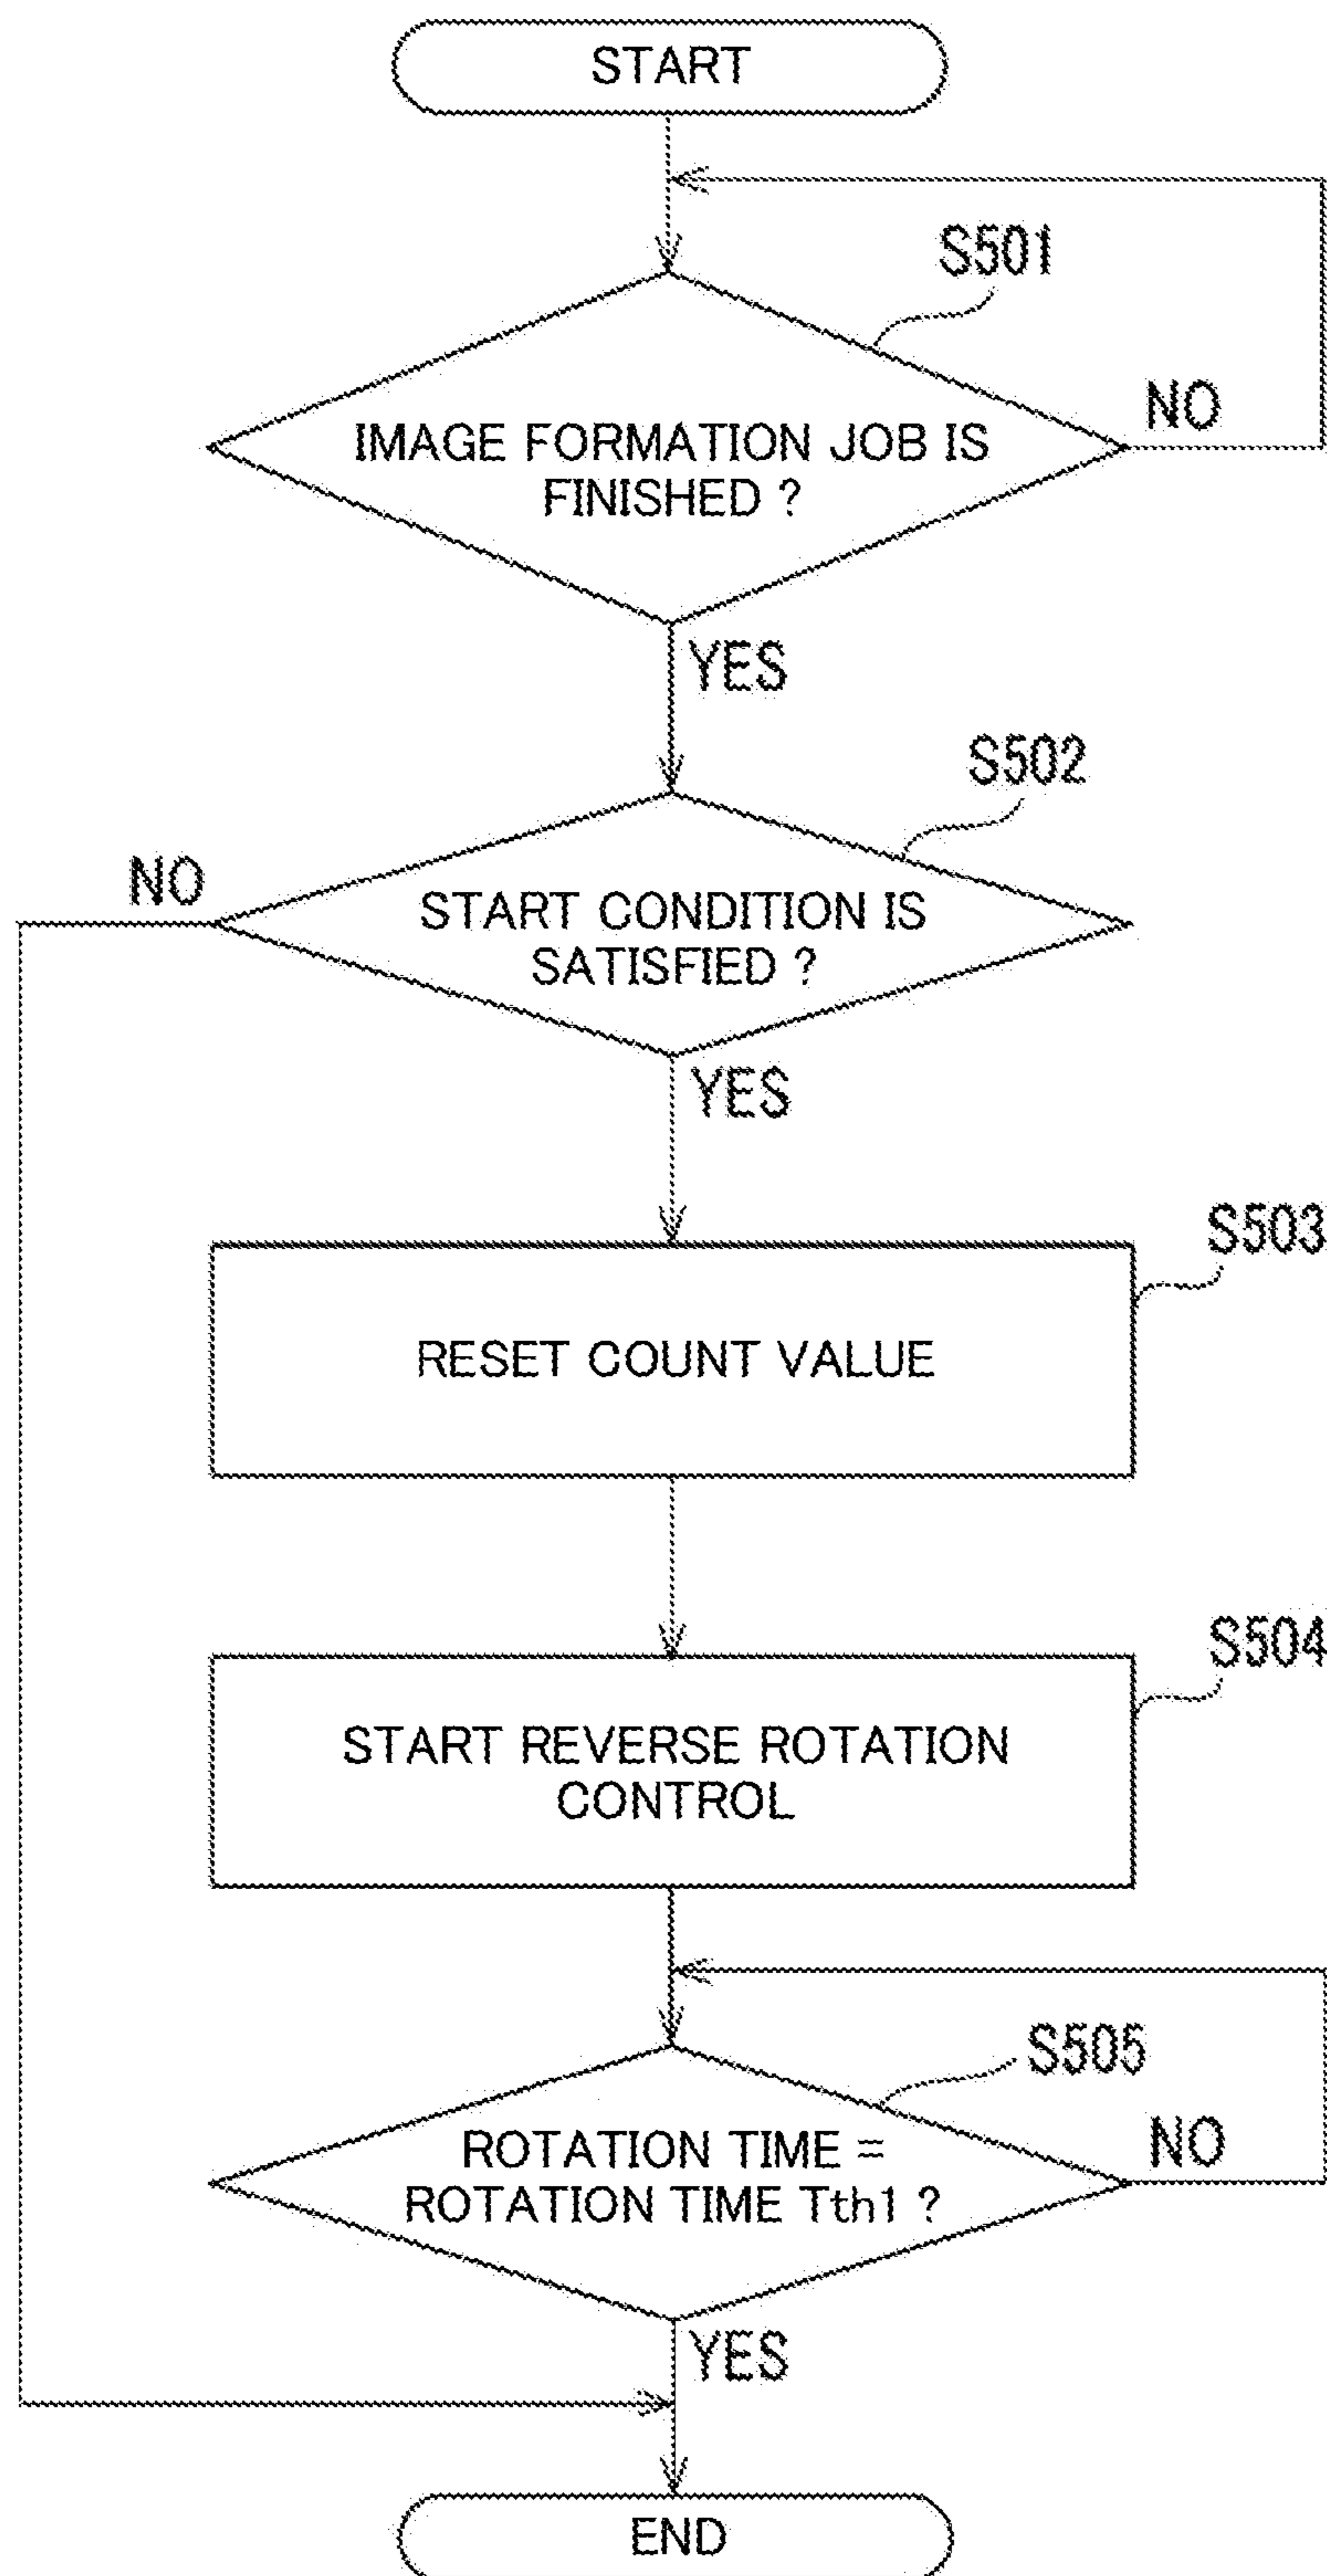 START
S501
NO
IMAGE FORMATION JOB IS
FINISHED ?
YES
S502
NO
START CONDITION IS
SATISFIED ?
YES
S503
RESET COUNT VALUE
S504
START REVERSE ROTATION
CONTROL
S505
NO
ROTATION TIME =
ROTATION TIME Tth1 ?
YES
END